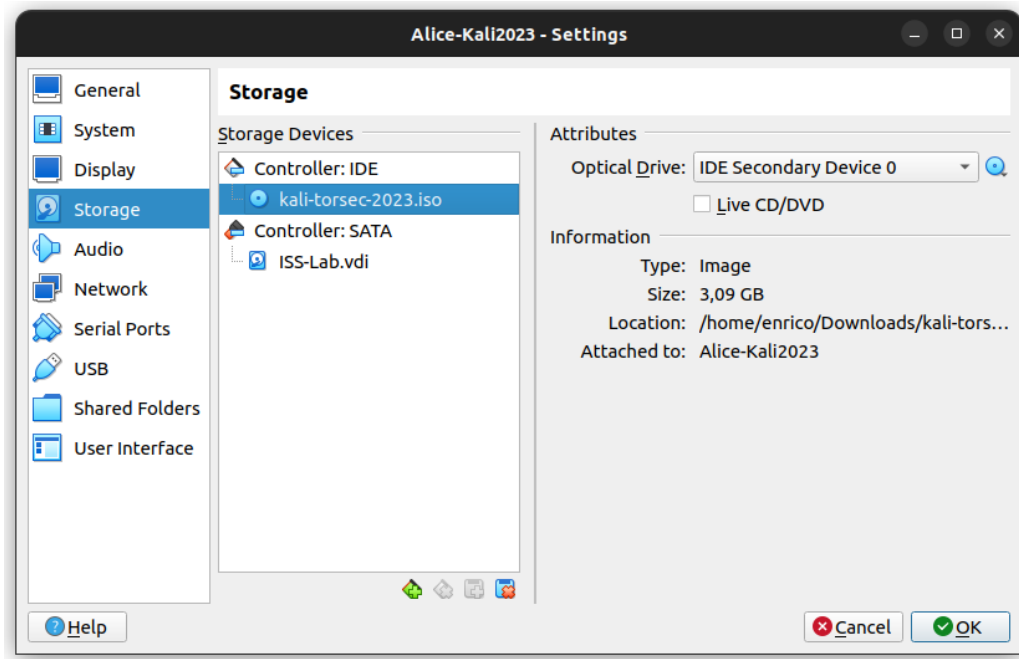 Alice-Kali2023 - Settings
General
System
Display
Storage
Audio
Network
Serial Ports
USB
Shared Folders
User Interface
Storage
Storage Devices
Controller: IDE
kali-torsec-2023.iso
Controller: SATA
ISS-Lab.vdi
Attributes
Optical Drive: IDE Secondary Device 0
Live CD/DVD
Information
Type: Image
Size: 3,09 GB
Location: /home/enrico/Downloads/kali-tors...
Attached to: Alice-Kali2023
Help
Cancel
OK